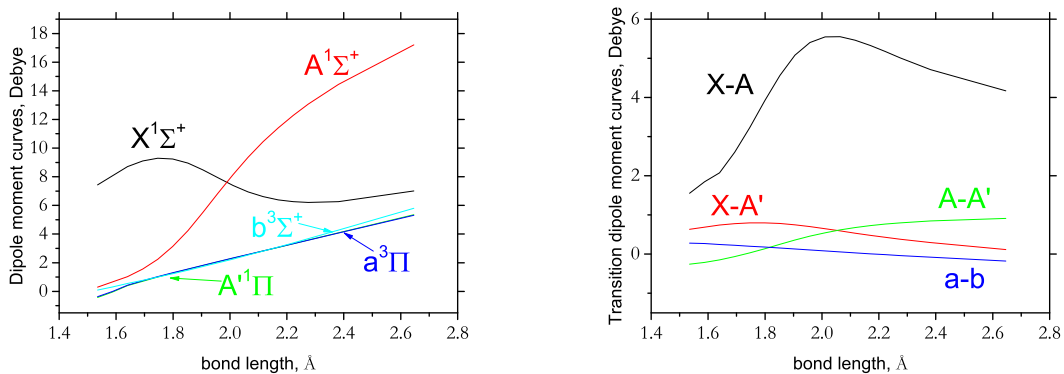 Dipole moment curves, Debye
18
16
14
12
10
8
6
4
2
0
A¹Σ⁺
X¹Σ⁺
b³Σ⁺
a³Π
A'¹Π
1.4 1.6 1.8 2.0 2.2 2.4 2.6 2.8
bond length, Å
Transition dipole moment curves, Debye
6
4
2
0
X-A
X-A'
A-A'
a-b
1.4 1.6 1.8 2.0 2.2 2.4 2.6 2.8
bond length, Å